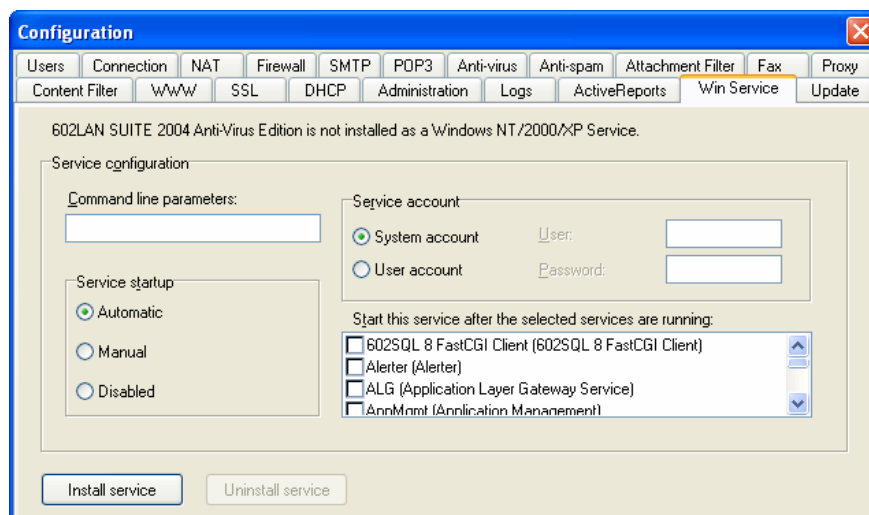 Configuration
Users Connection NAT Firewall SMTP POP3 Anti-virus Anti-spam Attachment Filter Fax Proxy
Content Filter WWW SSL DHCP Administration Logs ActiveReports Win Service Update
602LAN SUITE 2004 Anti-Virus Edition is not installed as a Windows NT/2000/XP Service.
Service configuration
Command line parameters:
Service account
System account User:
User account Password:
Service startup
Automatic
Manual
Disabled
Start this service after the selected services are running:
602SQL 8 FastCGI Client (602SQL 8 FastCGI Client)
Alerter (Alerter)
ALG (Application Layer Gateway Service)
AppMgmt (Application Management)
Install service Uninstall service